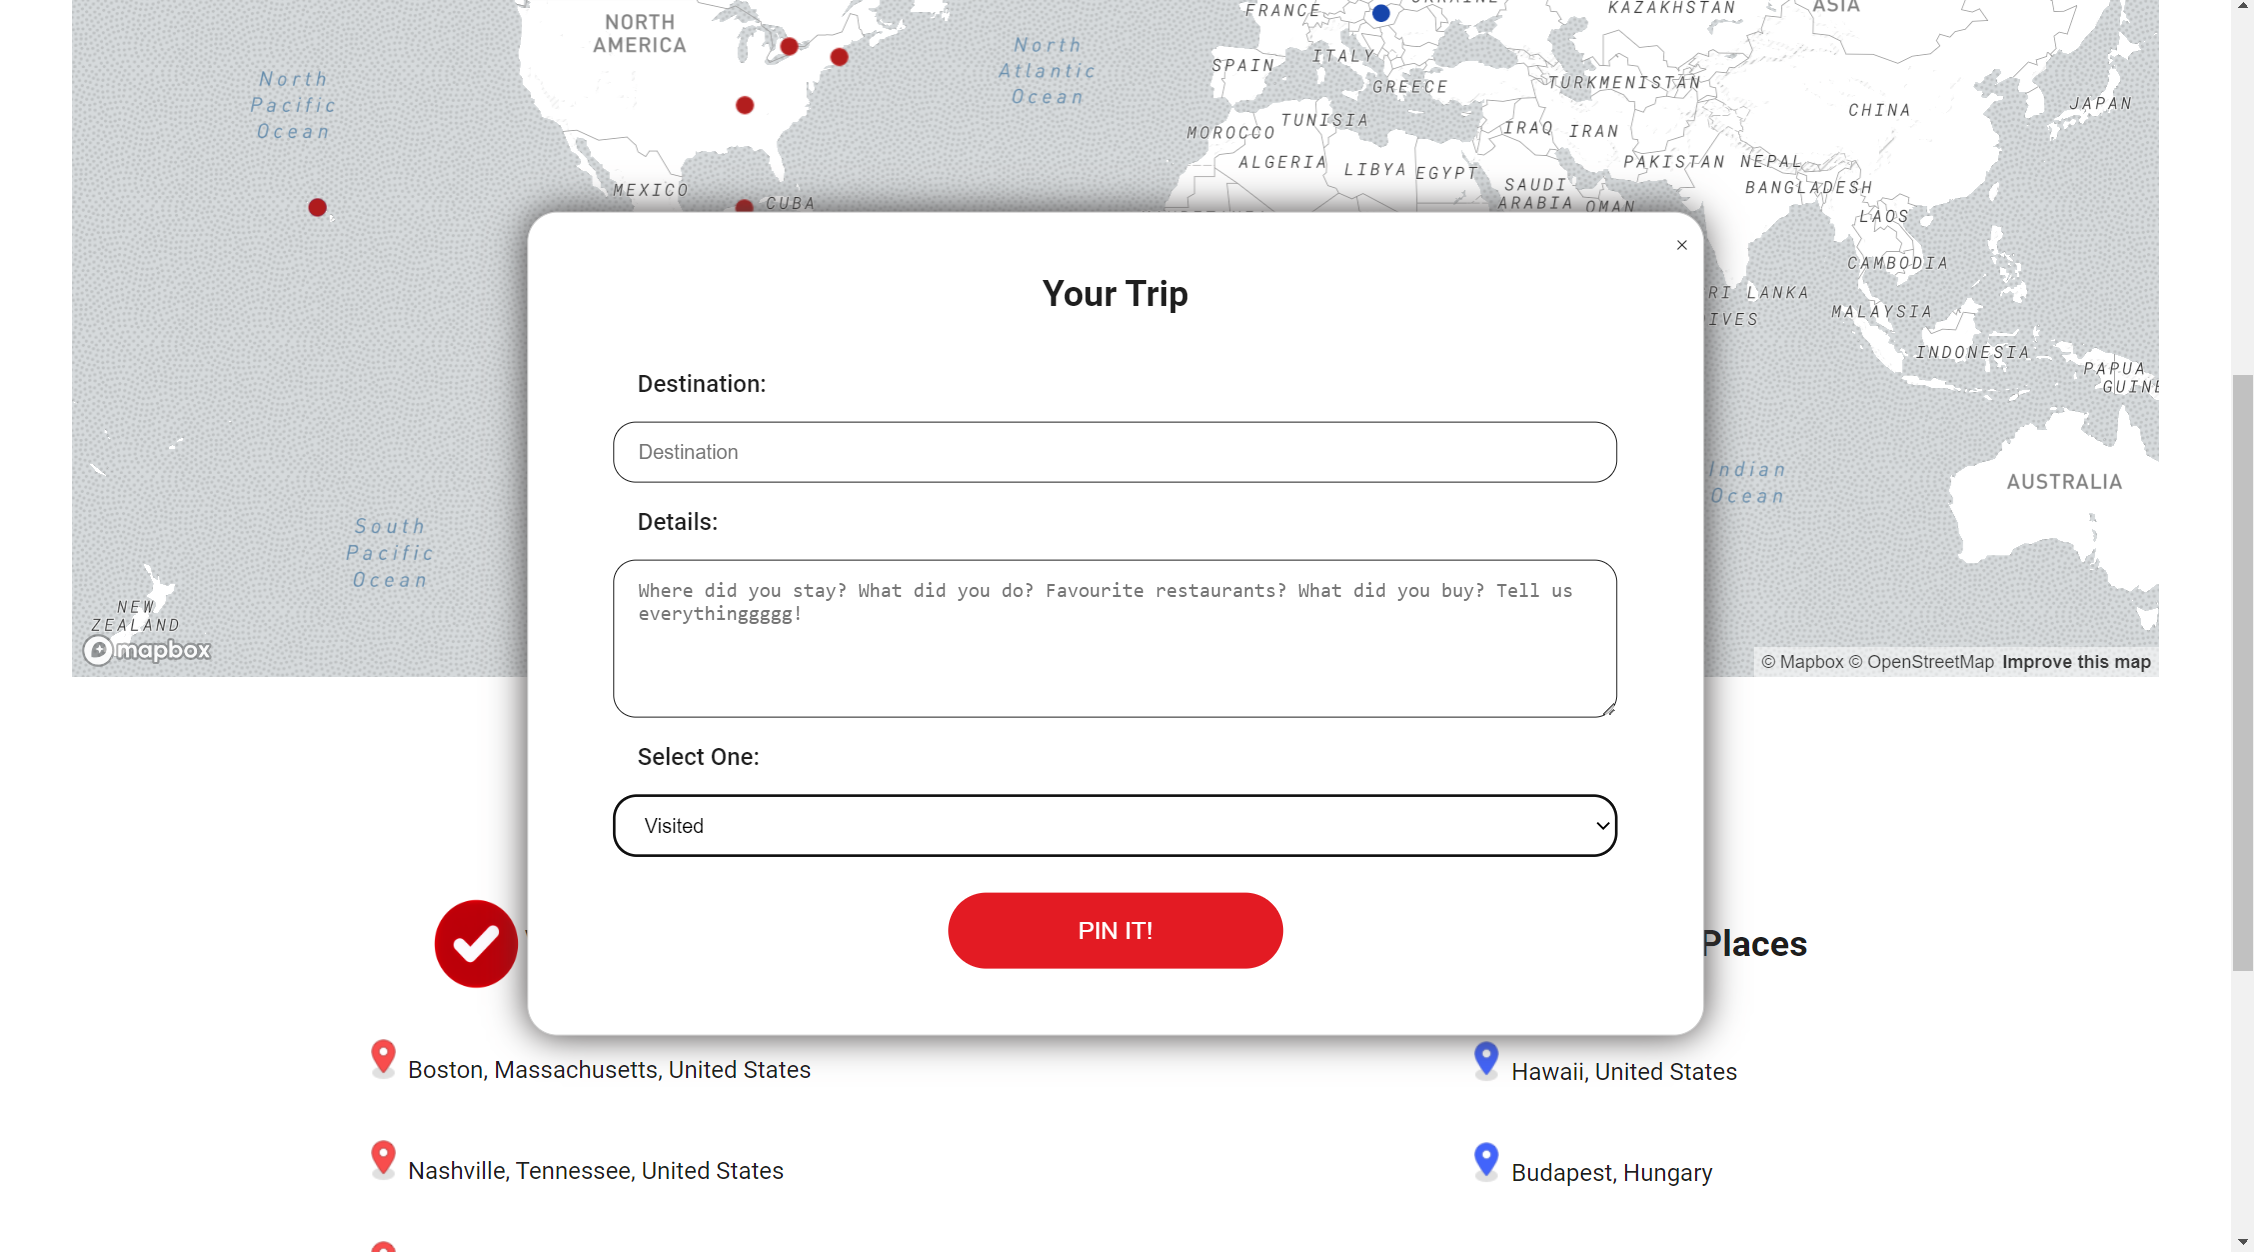 FRANCE
KAZAKHSTAN
ASIA
NORTH
AMERICA
North
Atlantic
Ocean
SPAIN
ITALY
GREECE
TURKMENISTAN
North
Pacific
Ocean
CHINA
JAPAN
MOROCCO
TUNISIA
IRAQ
IRAN
ALGERIA
LIBYA
EGYPT
PAKISTAN
NEPAL
MEXICO
CUBA
SAUDI
ARABIA
OMAN
BANGLADESH
LAOS
CAMBODIA
RI LANKA
IVES
MALAYSIA
INDONESIA
PAPUA
GUINE
Indian
Ocean
AUSTRALIA
South
Pacific
Ocean
NEW
ZEALAND
mapbox
© Mapbox © OpenStreetMap Improve this map
×
Your Trip
Destination:
Destination
Details:
Where did you stay? What did you do? Favourite restaurants? What did you buy? Tell us
everythinggggg!
Select One:
Visited
PIN IT!
Places
Boston, Massachusetts, United States
Hawaii, United States
Nashville, Tennessee, United States
Budapest, Hungary